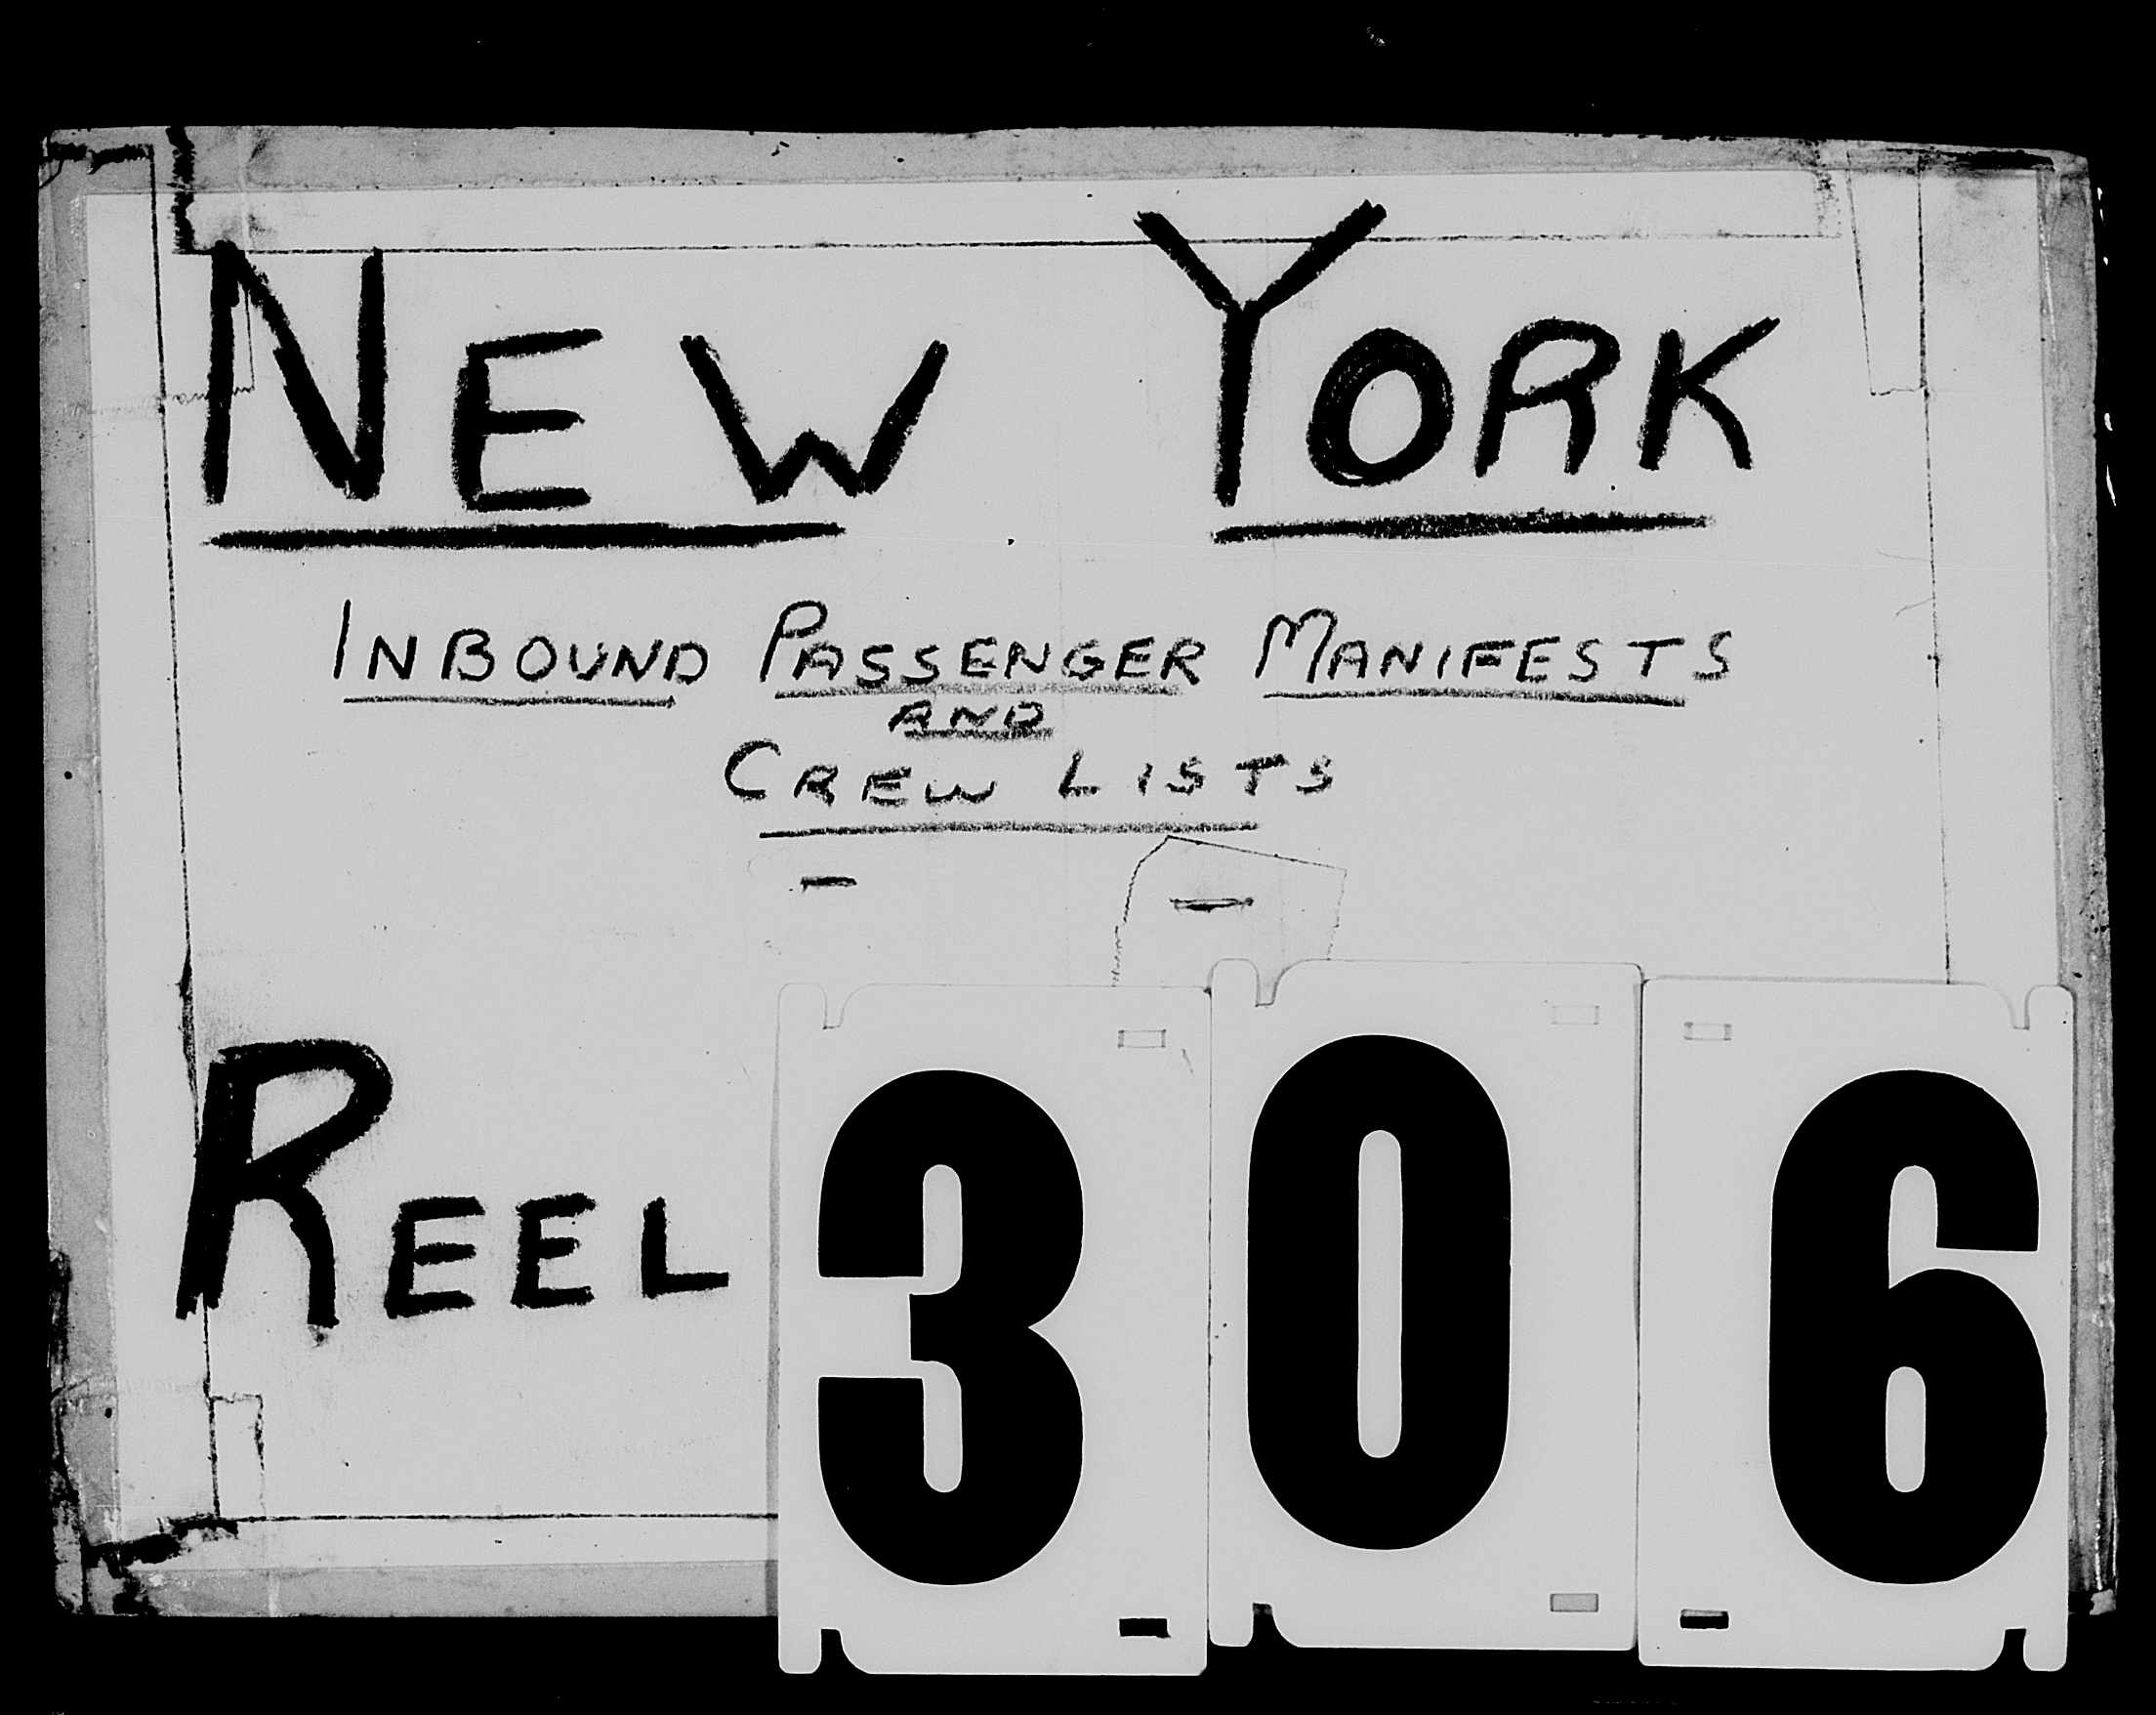 NEW YORK
INBOUND PASSENGER MANIFESTS
AND
CREW LISTS
REEL 306